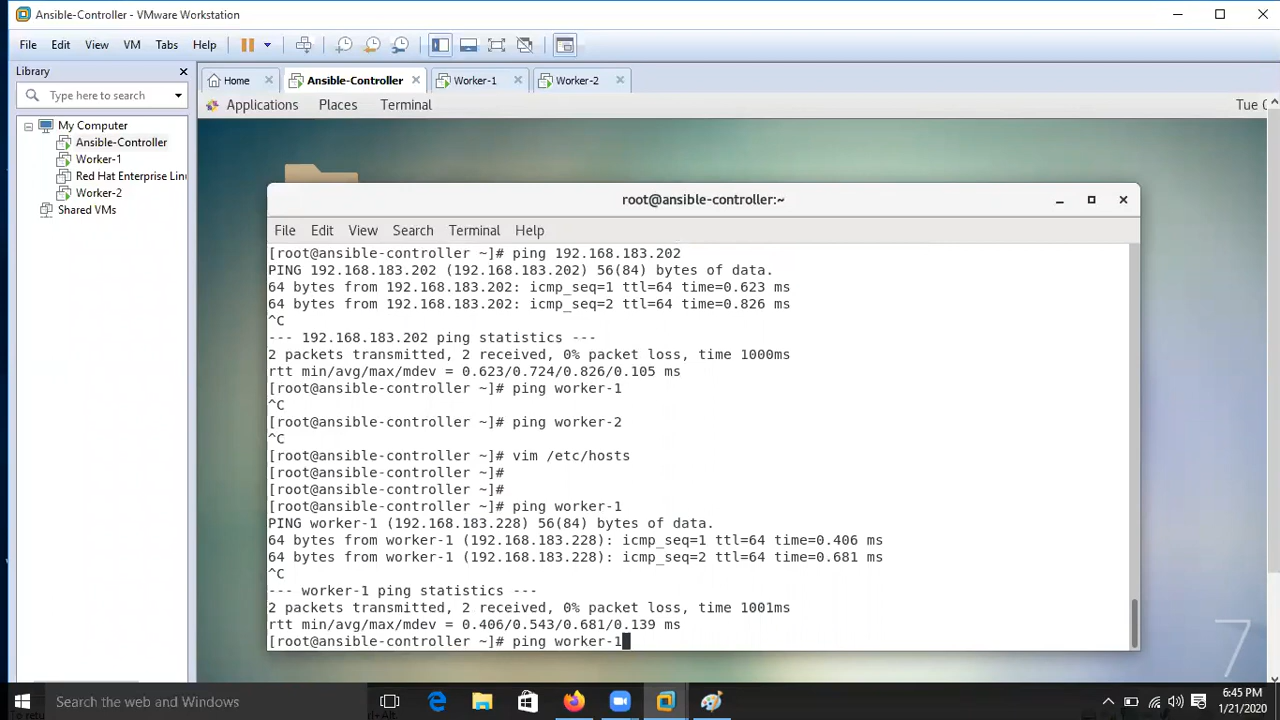 Ansible-Controller - VMware Workstation
File Edit View VM Tabs Help
Library
Type here to search
My Computer
Ansible-Controller
Worker-1
Red Hat Enterprise Linu
Worker-2
Shared VMs
Home Ansible-Controller Worker-1 Worker-2
Applications Places Terminal Tue
root@ansible-controller:~
File Edit View Search Terminal Help
[root@ansible-controller ~]# ping 192.168.183.202
PING 192.168.183.202 (192.168.183.202) 56(84) bytes of data.
64 bytes from 192.168.183.202: icmp_seq=1 ttl=64 time=0.623 ms
64 bytes from 192.168.183.202: icmp_seq=2 ttl=64 time=0.826 ms
^C
--- 192.168.183.202 ping statistics ---
2 packets transmitted, 2 received, 0% packet loss, time 1000ms
rtt min/avg/max/mdev = 0.623/0.724/0.826/0.105 ms
[root@ansible-controller ~]# ping worker-1
^C
[root@ansible-controller ~]# ping worker-2
^C
[root@ansible-controller ~]# vim /etc/hosts
[root@ansible-controller ~]#
[root@ansible-controller ~]#
[root@ansible-controller ~]# ping worker-1
PING worker-1 (192.168.183.228) 56(84) bytes of data.
64 bytes from worker-1 (192.168.183.228): icmp_seq=1 ttl=64 time=0.406 ms
64 bytes from worker-1 (192.168.183.228): icmp_seq=2 ttl=64 time=0.681 ms
^C
--- worker-1 ping statistics ---
2 packets transmitted, 2 received, 0% packet loss, time 1001ms
rtt min/avg/max/mdev = 0.406/0.543/0.681/0.139 ms
[root@ansible-controller ~]# ping worker-1
7
Search the web and Windows
6:45 PM
1/21/2020